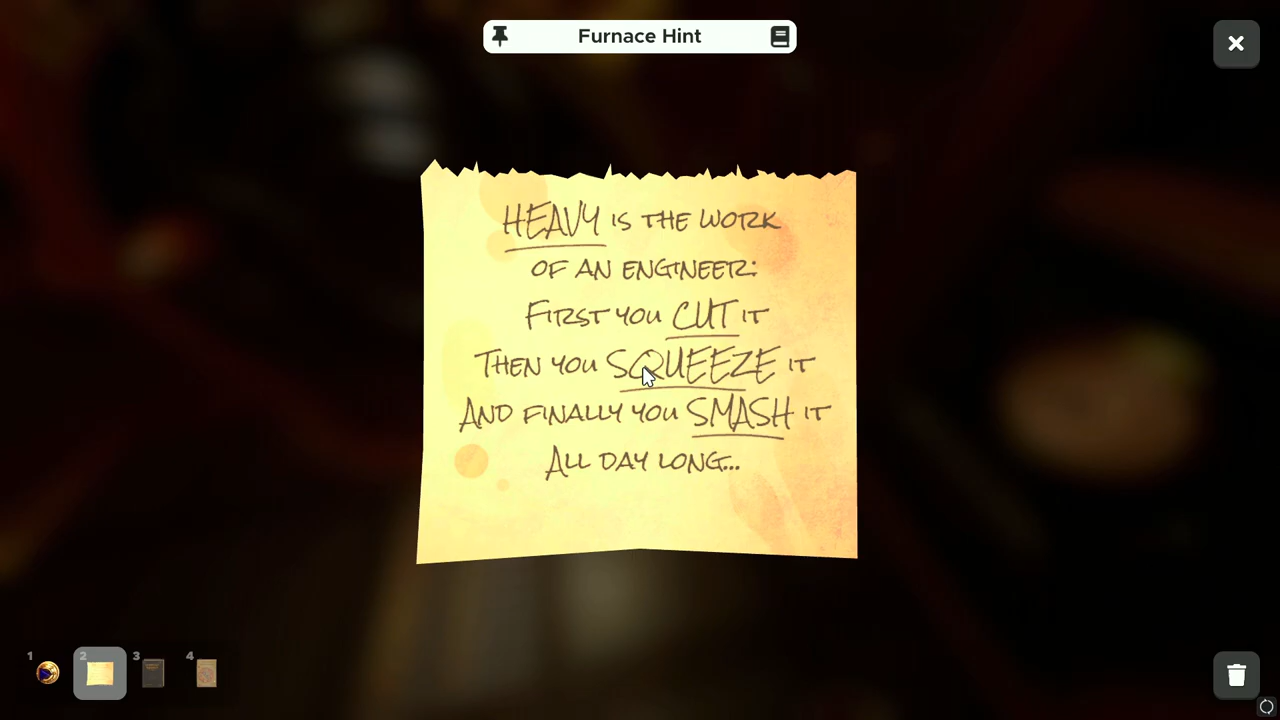 Furnace Hint
HEAVY IS THE WORK
OF AN ENGINEER:
FIRST YOU CUT IT
THEN YOU SQUEEZE IT
AND FINALLY YOU SMASH IT
ALL DAY LONG...
1 2 3 4